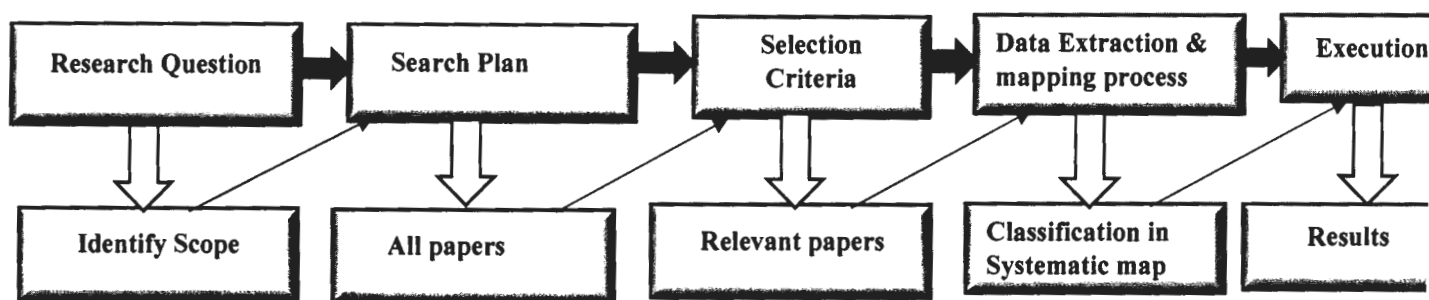 Research Question
Search Plan
Selection
Criteria
Data Extraction &
mapping process
Execution
Identify Scope
All papers
Relevant papers
Classification in
Systematic map
Results